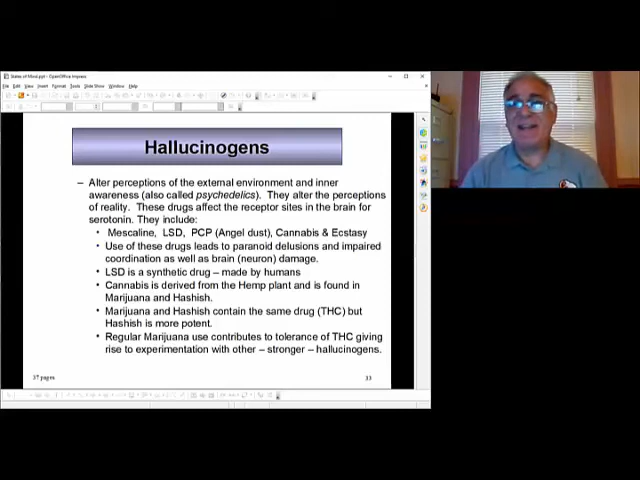 States of Mind.ppt - OpenOffice Impress
File Edit View Insert Format Tools Slide Show Window Help
Hallucinogens
– Alter perceptions of the external environment and inner
awareness (also called psychedelics). They alter the perceptions
of reality. These drugs affect the receptor sites in the brain for
serotonin. They include:
• Mescaline, LSD, PCP (Angel dust), Cannabis & Ecstasy
• Use of these drugs leads to paranoid delusions and impaired
coordination as well as brain (neuron) damage.
• LSD is a synthetic drug – made by humans
• Cannabis is derived from the Hemp plant and is found in
Marijuana and Hashish.
• Marijuana and Hashish contain the same drug (THC) but
Hashish is more potent.
• Regular Marijuana use contributes to tolerance of THC giving
rise to experimentation with other – stronger – hallucinogens.
37 pages
33